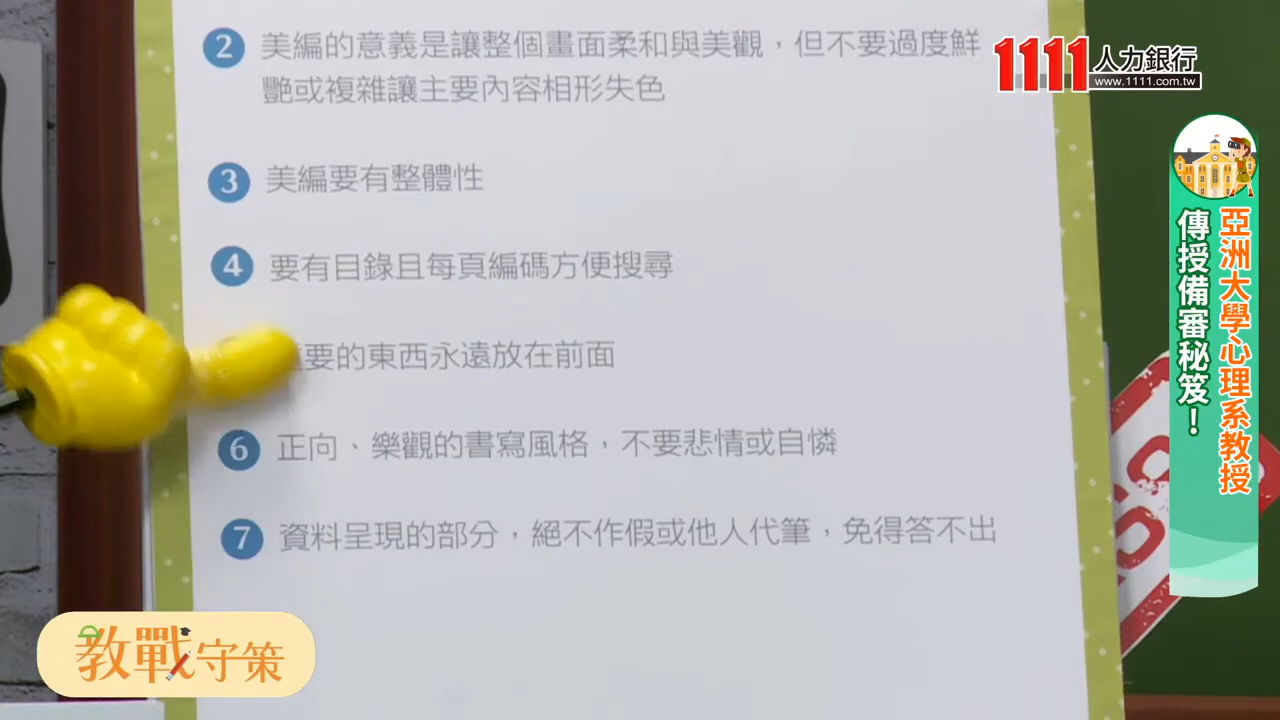 2 美編的意義是讓整個畫面柔和與美觀，但不要過度鮮
艷或複雜讓主要內容相形失色
3 美編要有整體性
4 要有目錄且每頁編碼方便搜尋
要的東西永遠放在前面
6 正向、樂觀的書寫風格，不要悲情或自憐
7 資料呈現的部分，絕不作假或他人代筆，免得答不出
1111 人力銀行
www.1111.com.tw
亞洲大學心理系教授
傳授備審秘笈！
教戰守策